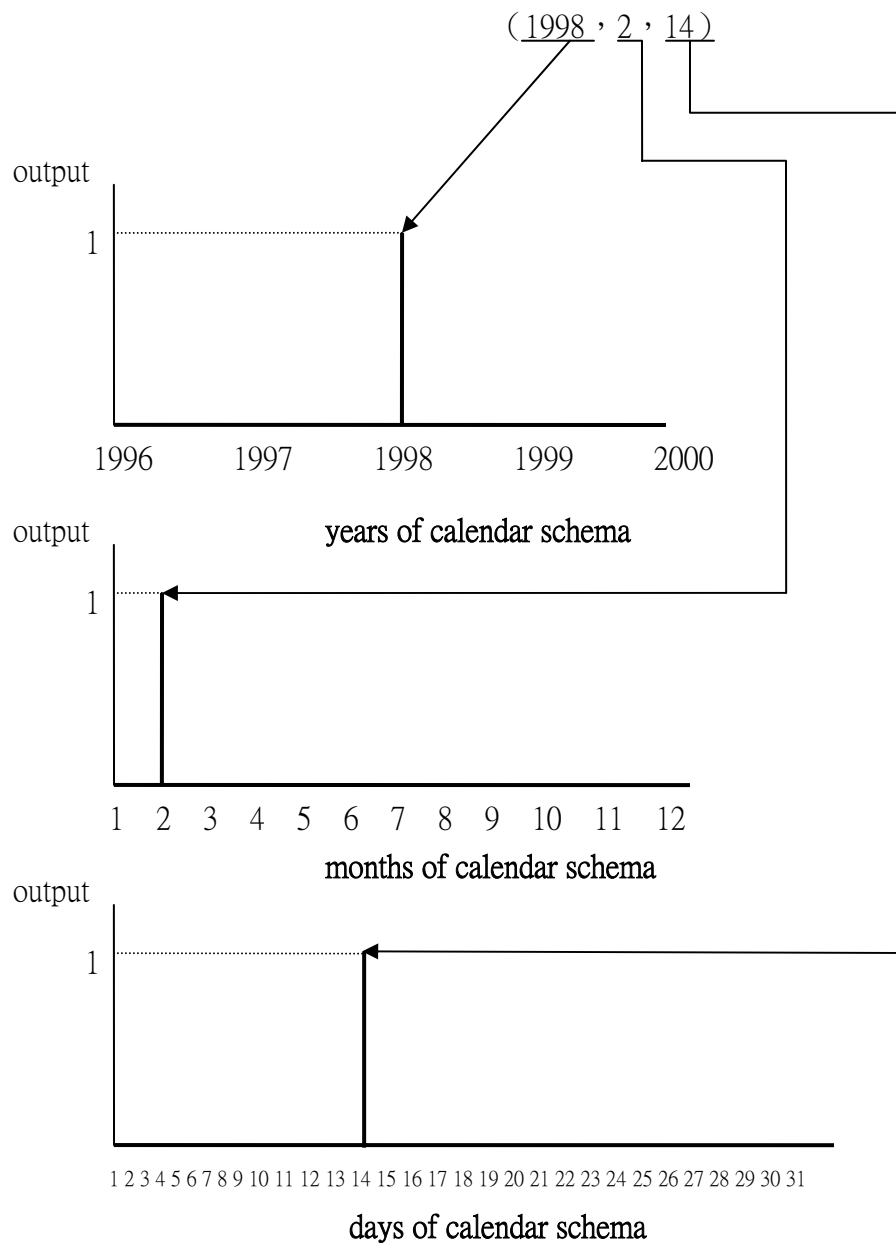 （1998，2，14）
output
1
1996 1997 1998 1999 2000
years of calendar schema
output
1
1 2 3 4 5 6 7 8 9 10 11 12
months of calendar schema
output
1
1 2 3 4 5 6 7 8 9 10 11 12 13 14 15 16 17 18 19 20 21 22 23 24 25 26 27 28 29 30 31
days of calendar schema